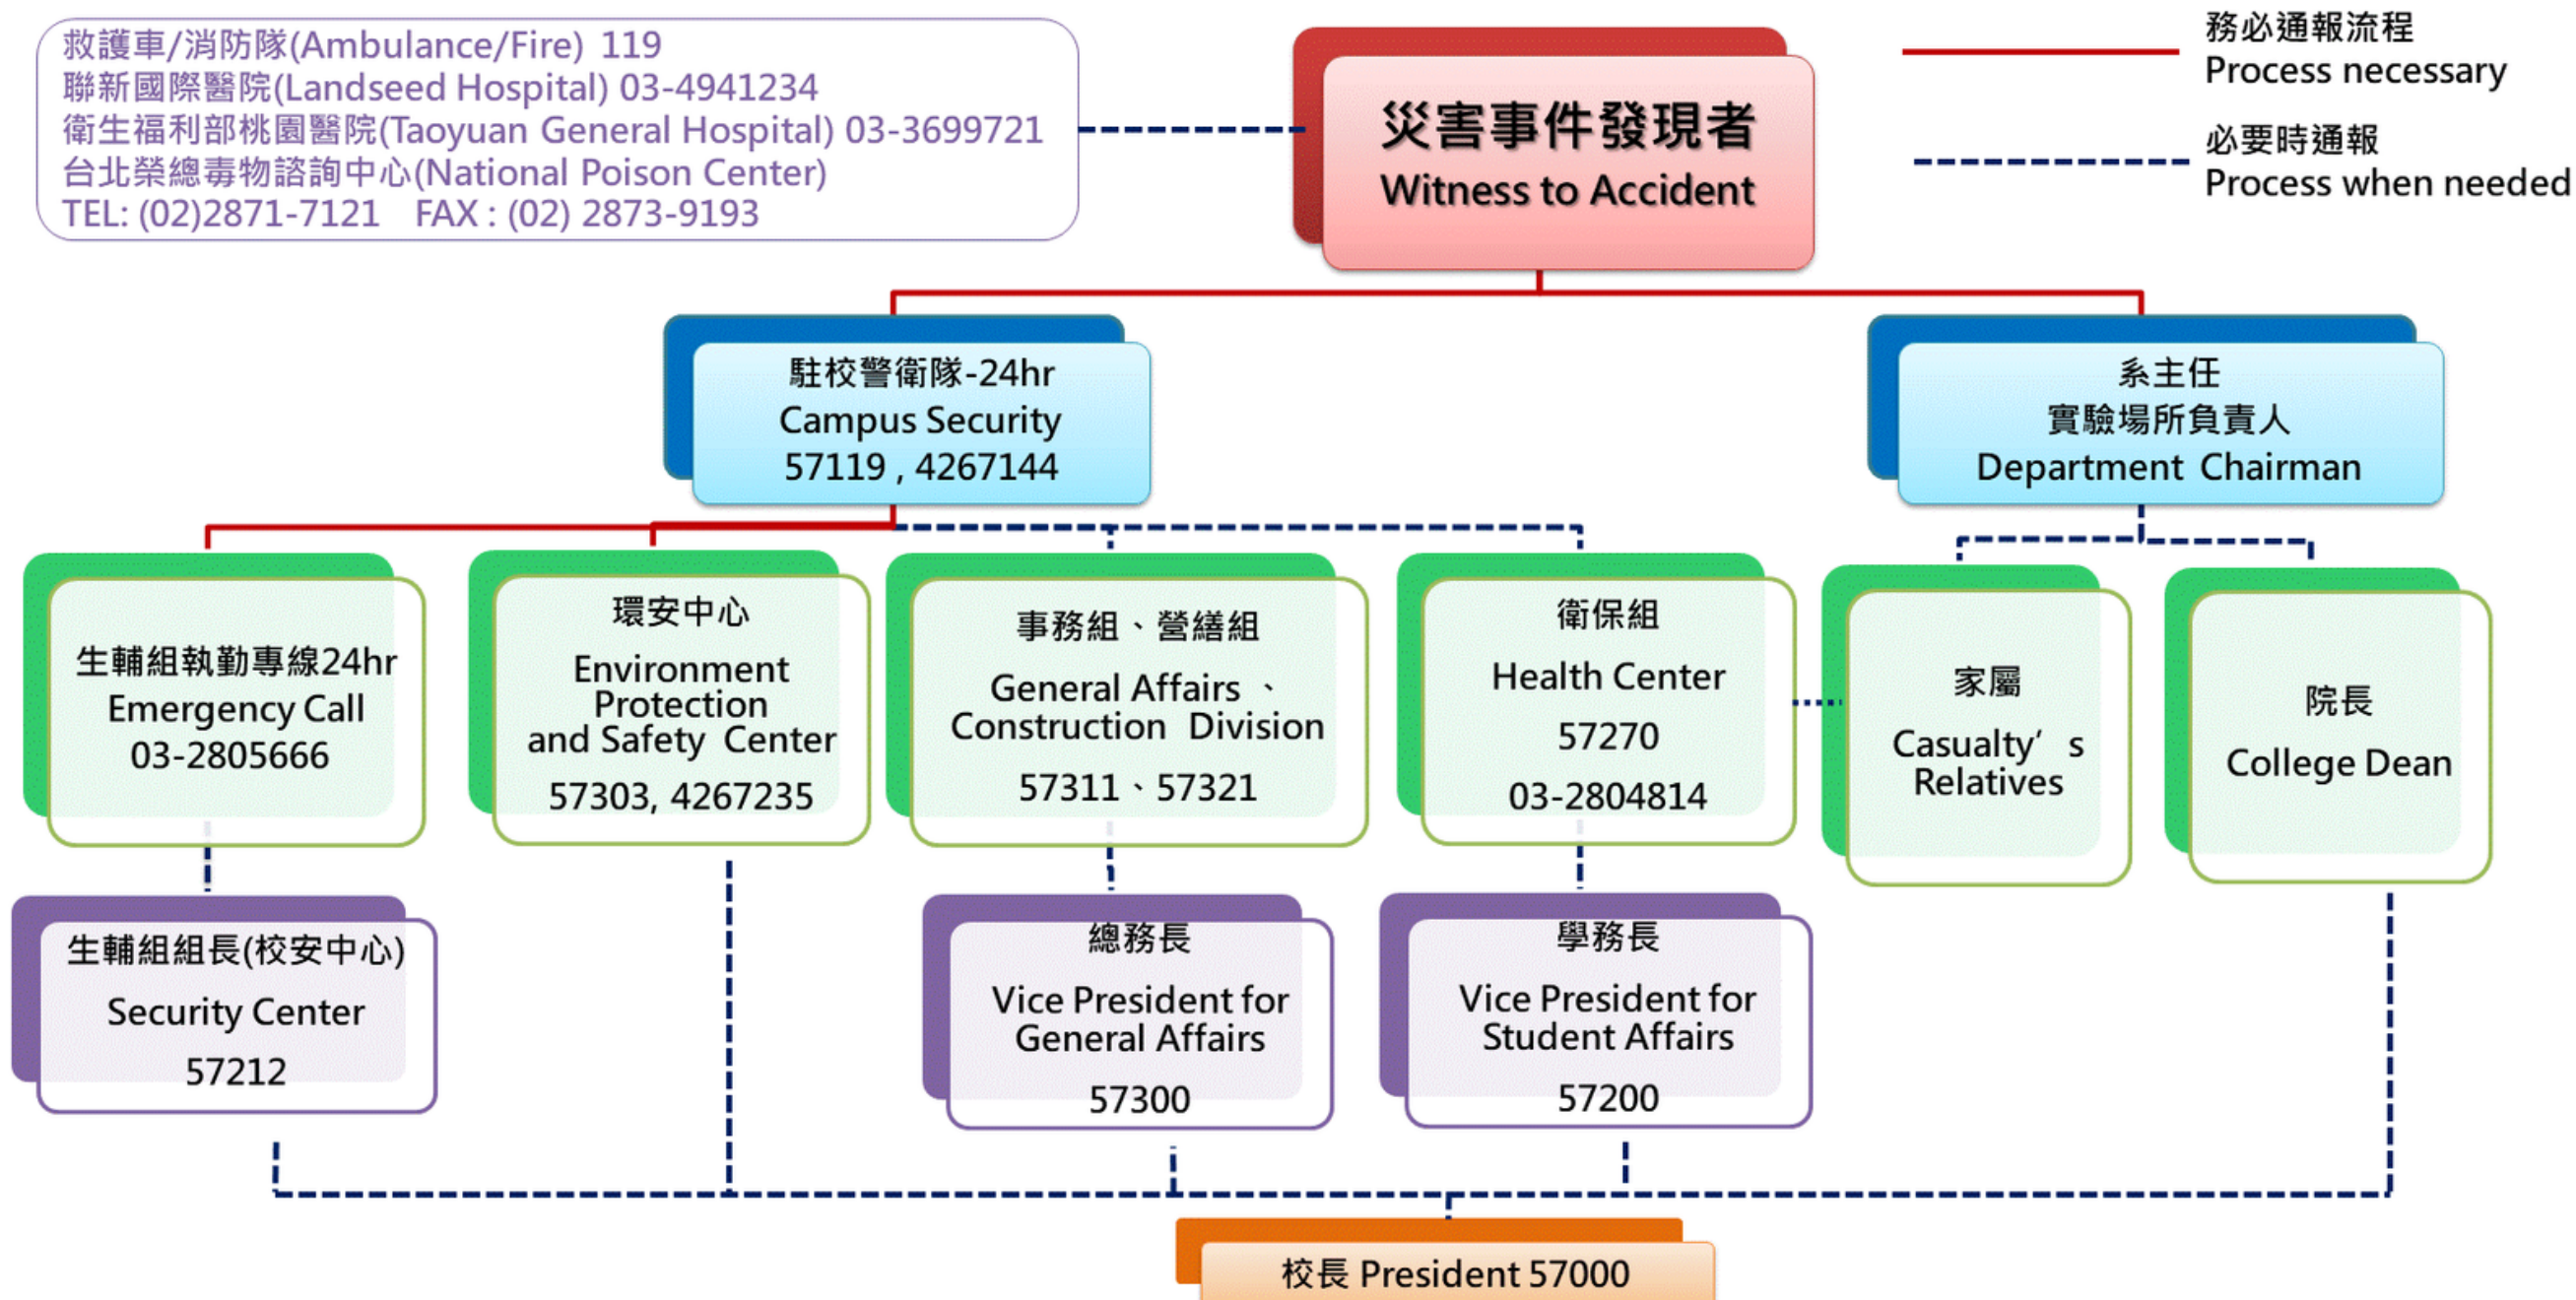 救護車/消防隊(Ambulance/Fire) 119
聯新國際醫院(Landseed Hospital) 03-4941234
衛生福利部桃園醫院(Taoyuan General Hospital) 03-3699721
台北榮總毒物諮詢中心(National Poison Center)
TEL: (02)2871-7121 FAX : (02) 2873-9193
災害事件發現者
Witness to Accident
務必通報流程
Process necessary
必要時通報
Process when needed
駐校警衛隊-24hr
Campus Security
57119 , 4267144
系主任
實驗場所負責人
Department Chairman
生輔組執勤專線24hr
Emergency Call
03-2805666
環安中心
Environment
Protection
and Safety Center
57303, 4267235
事務組、營繕組
General Affairs 、
Construction Division
57311、57321
衛保組
Health Center
57270
03-2804814
家屬
Casualty’s
Relatives
院長
College Dean
生輔組組長(校安中心)
Security Center
57212
總務長
Vice President for
General Affairs
57300
學務長
Vice President for
Student Affairs
57200
校長 President 57000